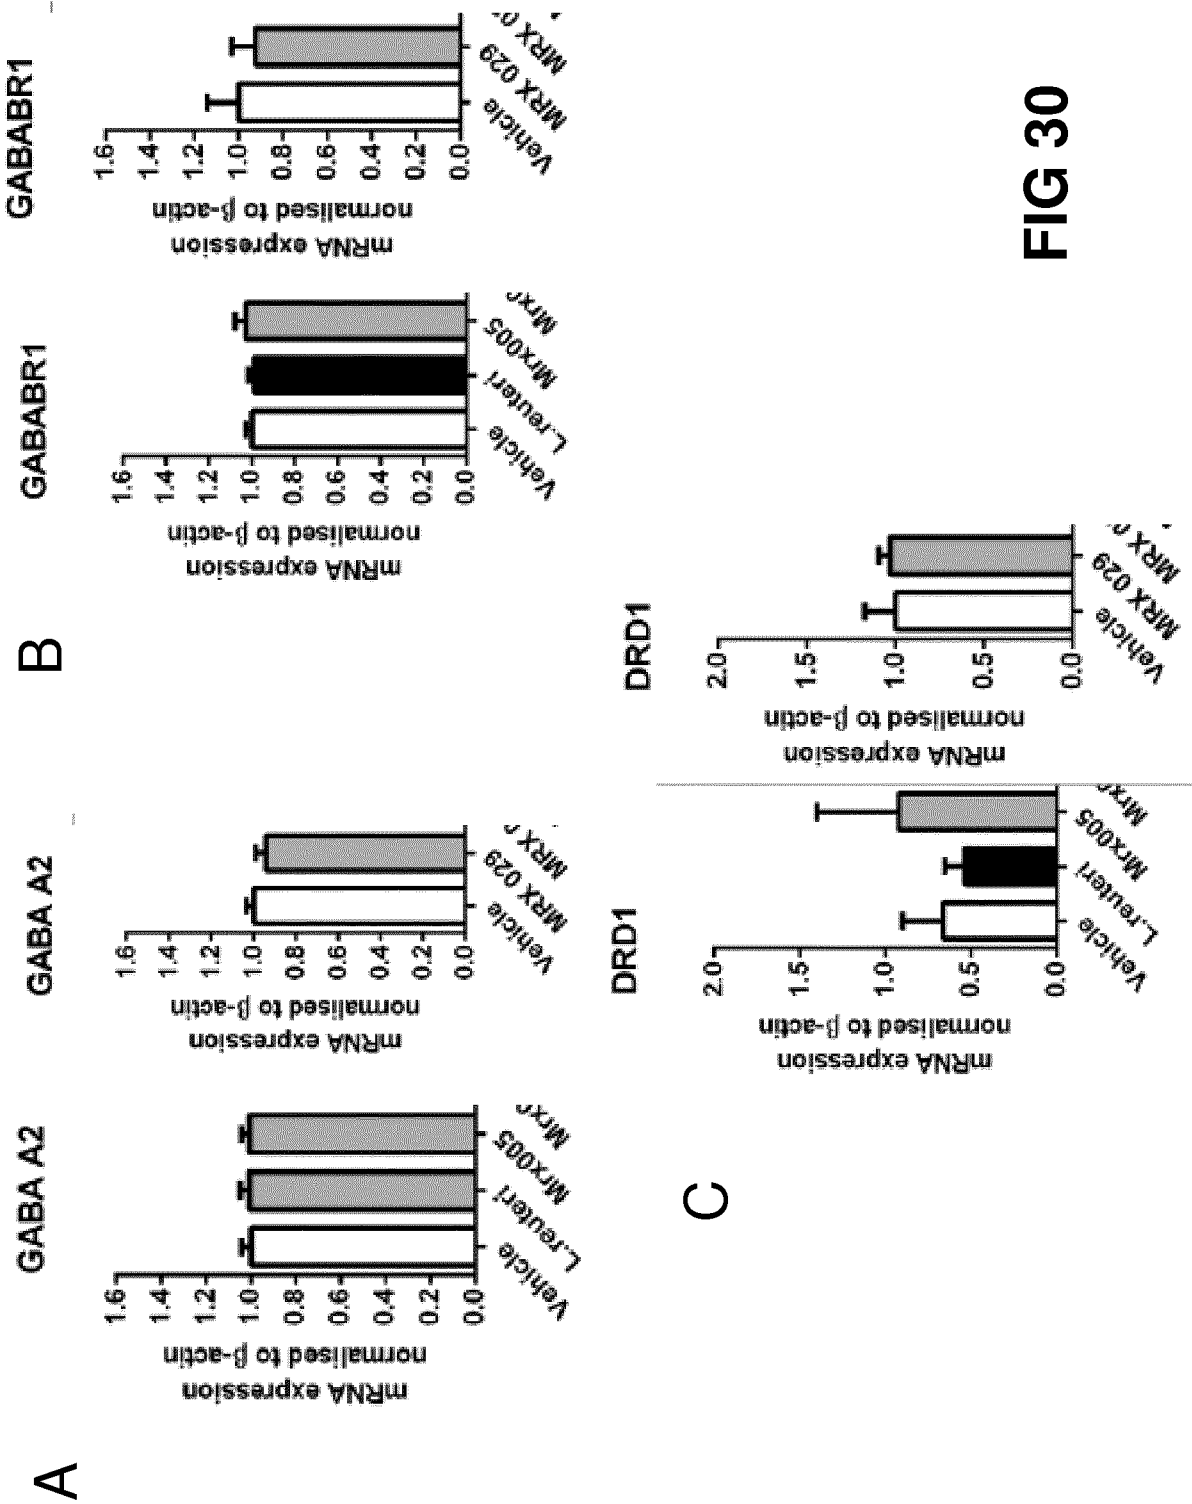 A
GABA A2
mRNA expression
normalised to β-actin
1.6
1.4
1.2
1.0
0.8
0.6
0.4
0.2
0.0
Vehicle
L.reuteri
Mrx005
GABA A2
mRNA expression
normalised to β-actin
1.6
1.4
1.2
1.0
0.8
0.6
0.4
0.2
0.0
Vehicle
MRX 029
MRX
B
GABABR1
mRNA expression
normalised to β-actin
1.6
1.4
1.2
1.0
0.8
0.6
0.4
0.2
0.0
Vehicle
L.reuteri
Mrx005
GABABR1
mRNA expression
normalised to β-actin
1.6
1.4
1.2
1.0
0.8
0.6
0.4
0.2
0.0
Vehicle
MRX 029
MRX
C
DRD1
mRNA expression
normalised to β-actin
2.0
1.5
1.0
0.5
0.0
Vehicle
L.reuteri
Mrx005
DRD1
mRNA expression
normalised to β-actin
2.0
1.5
1.0
0.5
0.0
Vehicle
MRX 029
MRX
FIG 30